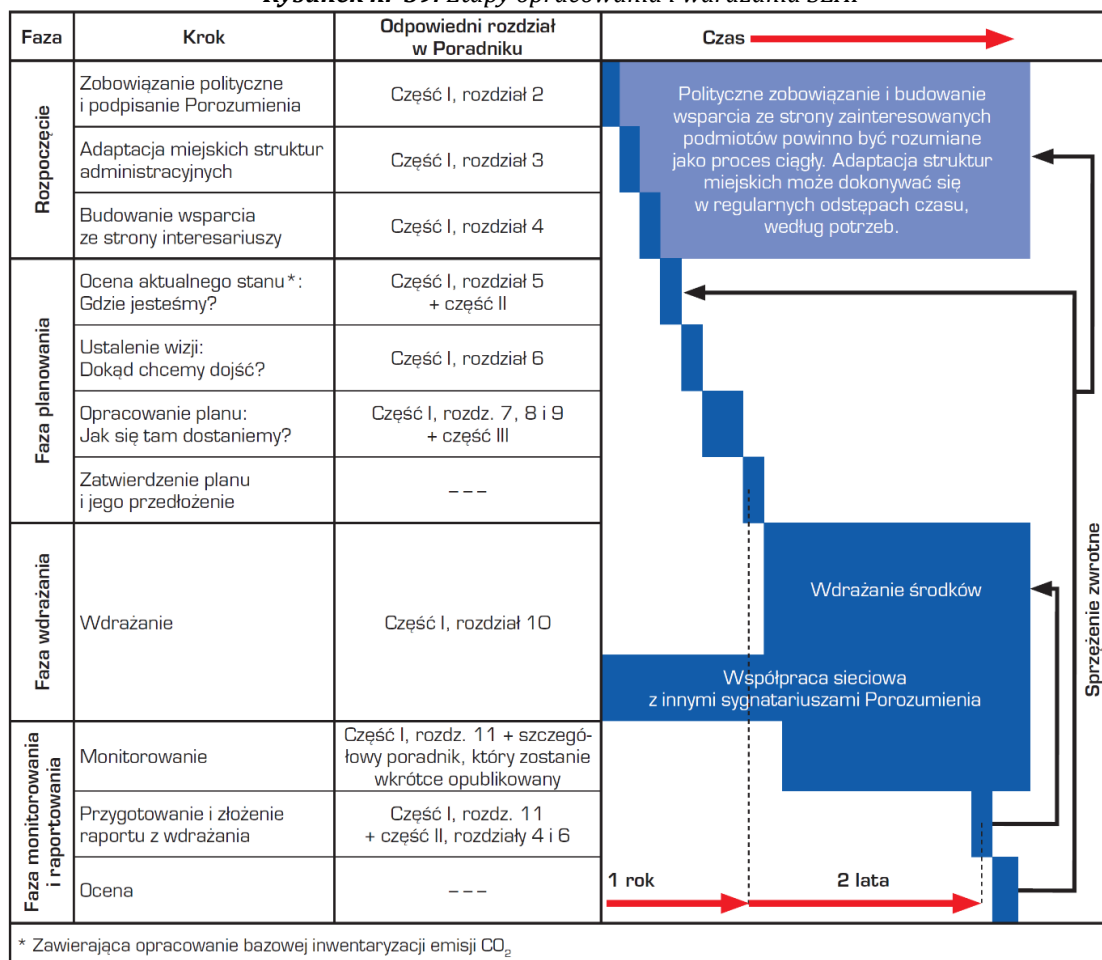 Faza
Krok
Odpowiedni rozdział
w Poradniku
Czas
Rozpoczęcie
Zobowiązanie polityczne
i podpisanie Porozumienia
Część I, rozdział 2
Adaptacja miejskich struktur
administracyjnych
Część I, rozdział 3
Budowanie wsparcia
ze strony interesariuszy
Część I, rozdział 4
Polityczne zobowiązanie i budowanie
wsparcia ze strony zainteresowanych
podmiotów powinno być rozumiane
jako proces ciągły. Adaptacja struktur
miejskich może dokonywać się
w regularnych odstępach czasu,
według potrzeb.
Faza planowania
Ocena aktualnego stanu*:
Gdzie jesteśmy?
Część I, rozdział 5
+ część II
Ustalenie wizji:
Dokąd chcemy dojść?
Część I, rozdział 6
Opracowanie planu:
Jak się tam dostaniemy?
Część I, rozdz. 7, 8 i 9
+ część III
Zatwierdzenie planu
i jego przedłożenie
– – –
Faza wdrażania
Wdrażanie
Część I, rozdział 10
Wdrażanie środków
Współpraca sieciowa
z innymi sygnatariuszami Porozumienia
Sprzężenie zwrotne
Faza monitorowania
i raportowania
Monitorowanie
Część I, rozdz. 11 + szczegó-
łowy poradnik, który zostanie
wkrótce opublikowany
Przygotowanie i złożenie
raportu z wdrażania
Część I, rozdz. 11
+ część II, rozdziały 4 i 6
Ocena
– – –
1 rok
2 lata
* Zawierająca opracowanie bazowej inwentaryzacji emisji CO₂